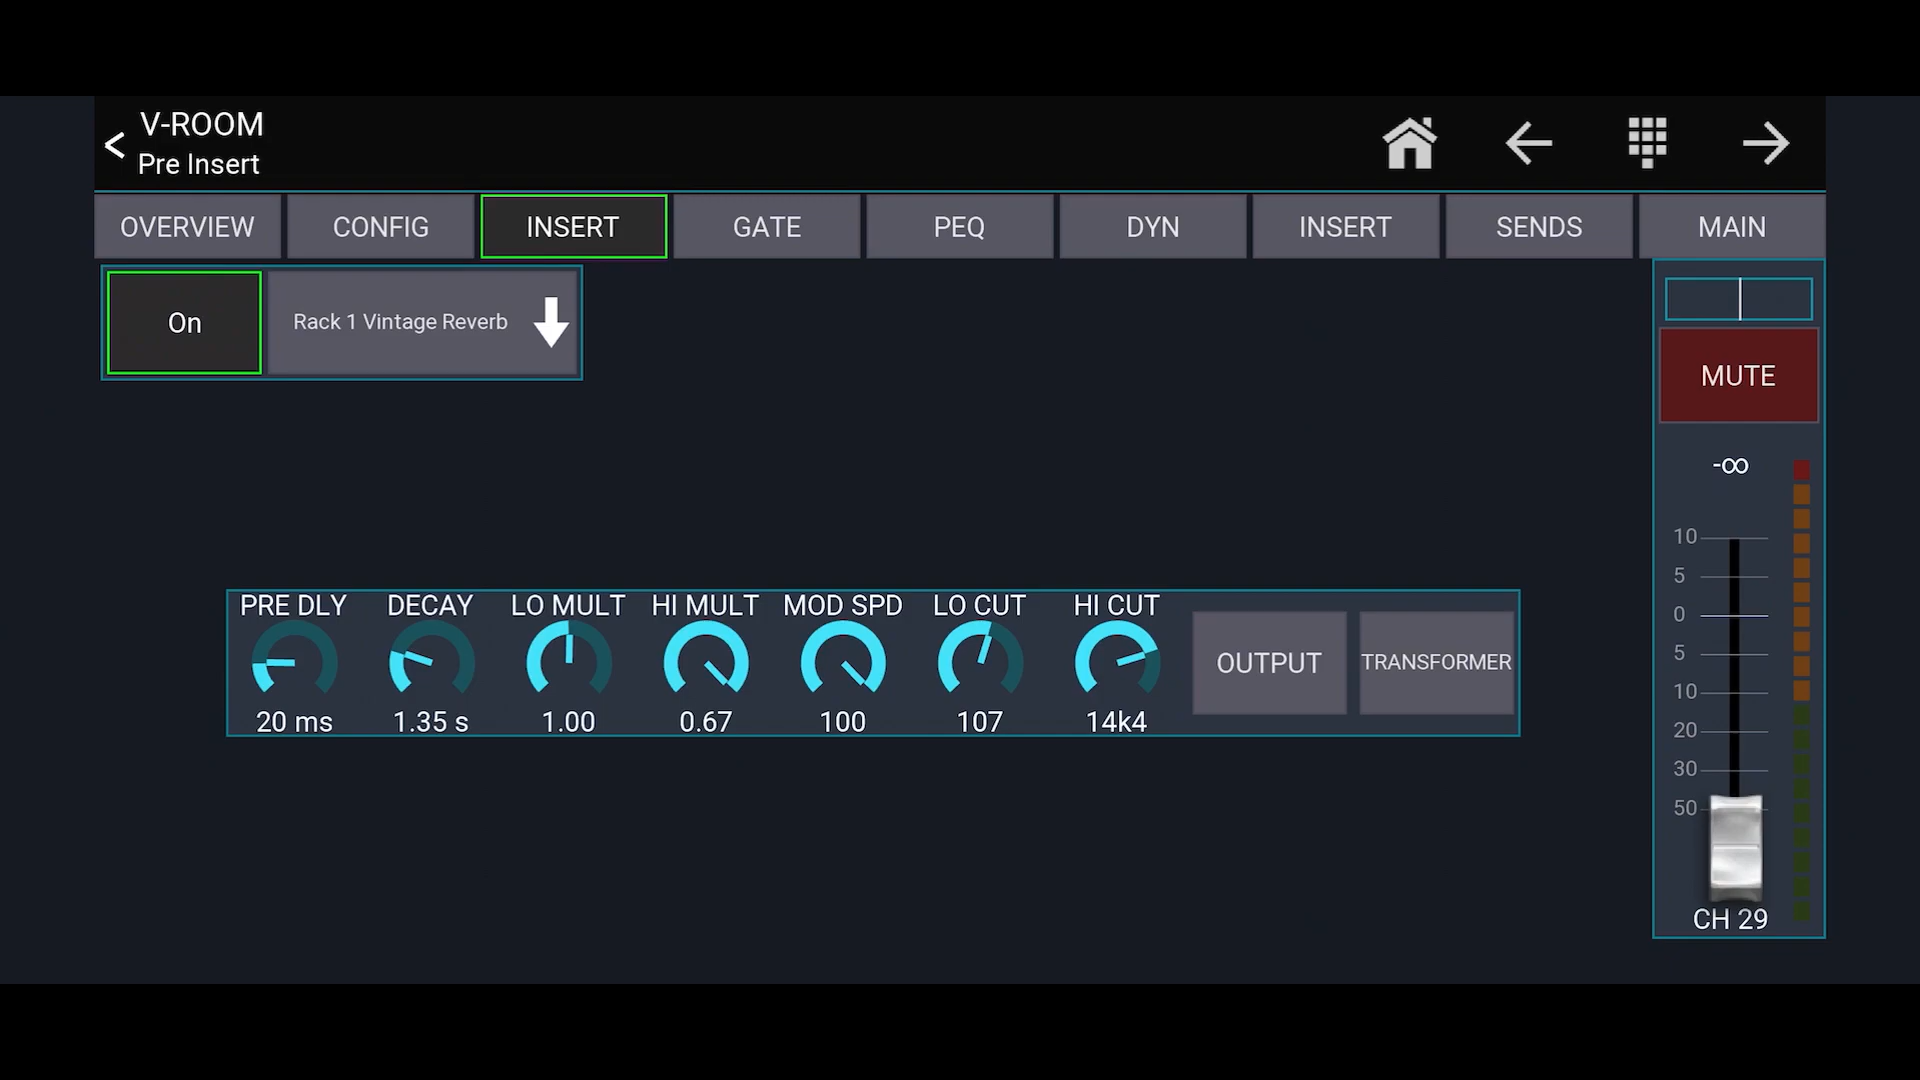 V-ROOM
Pre Insert
OVERVIEW CONFIG INSERT GATE PEQ DYN INSERT SENDS MAIN
On Rack 1 Vintage Reverb
MUTE
-∞
10
5
0
5
10
20
30
50
CH 29
PRE DLY DECAY LO MULT HI MULT MOD SPD LO CUT HI CUT
OUTPUT TRANSFORMER
20 ms 1.35 s 1.00 0.67 100 107 14k4